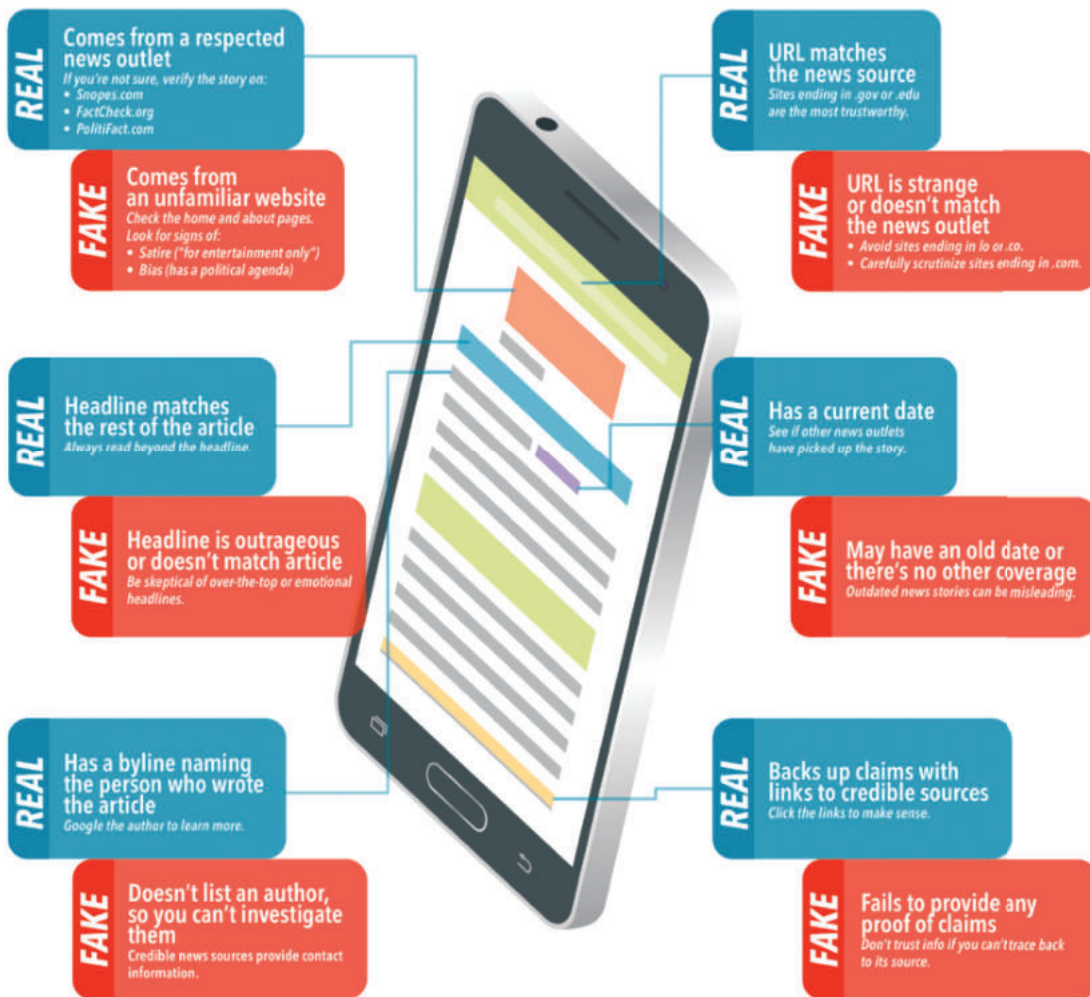 REAL
Comes from a respected
news outlet
If you're not sure, verify the story on:
• Snopes.com
• FactCheck.org
• PolitiFact.com
FAKE
Comes from
an unfamiliar website
Check the home and about pages.
Look for signs of:
• Satire ("for entertainment only")
• Bias (has a political agenda)
REAL
URL matches
the news source
Sites ending in .gov or .edu
are the most trustworthy.
FAKE
URL is strange
or doesn't match
the news outlet
• Avoid sites ending in lo or .co.
• Carefully scrutinize sites ending in .com.
REAL
Headline matches
the rest of the article
Always read beyond the headline.
FAKE
Headline is outrageous
or doesn't match article
Be skeptical of over-the-top or emotional
headlines.
REAL
Has a current date
See if other news outlets
have picked up the story.
FAKE
May have an old date or
there's no other coverage
Outdated news stories can be misleading.
REAL
Has a byline naming
the person who wrote
the article
Google the author to learn more.
FAKE
Doesn't list an author,
so you can't investigate
them
Credible news sources provide contact
information.
REAL
Backs up claims with
links to credible sources
Click the links to make sense.
FAKE
Fails to provide any
proof of claims
Don't trust info if you can't trace back
to its source.